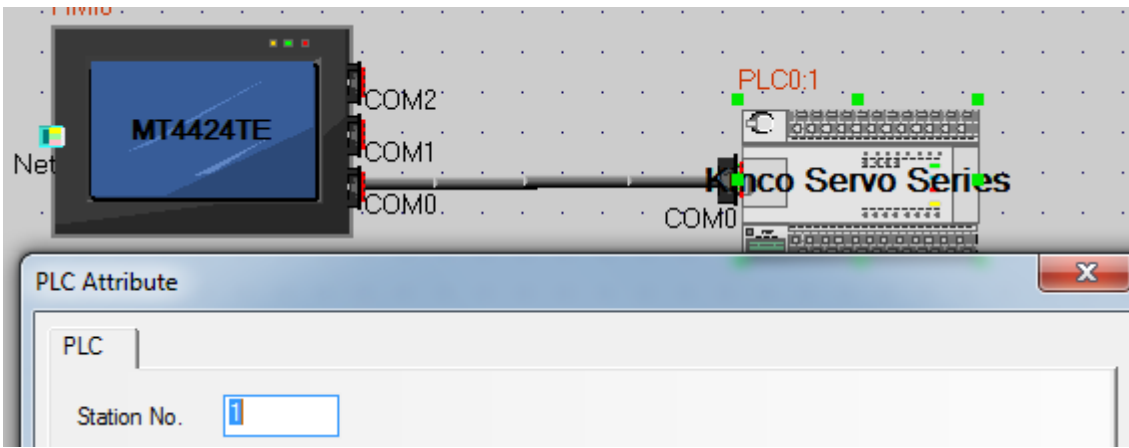 COM2
PLC0:1
MT4424TE
Net
COM1
COM0
Kinco Servo Series
COM0
PLC Attribute
PLC
Station No.
1